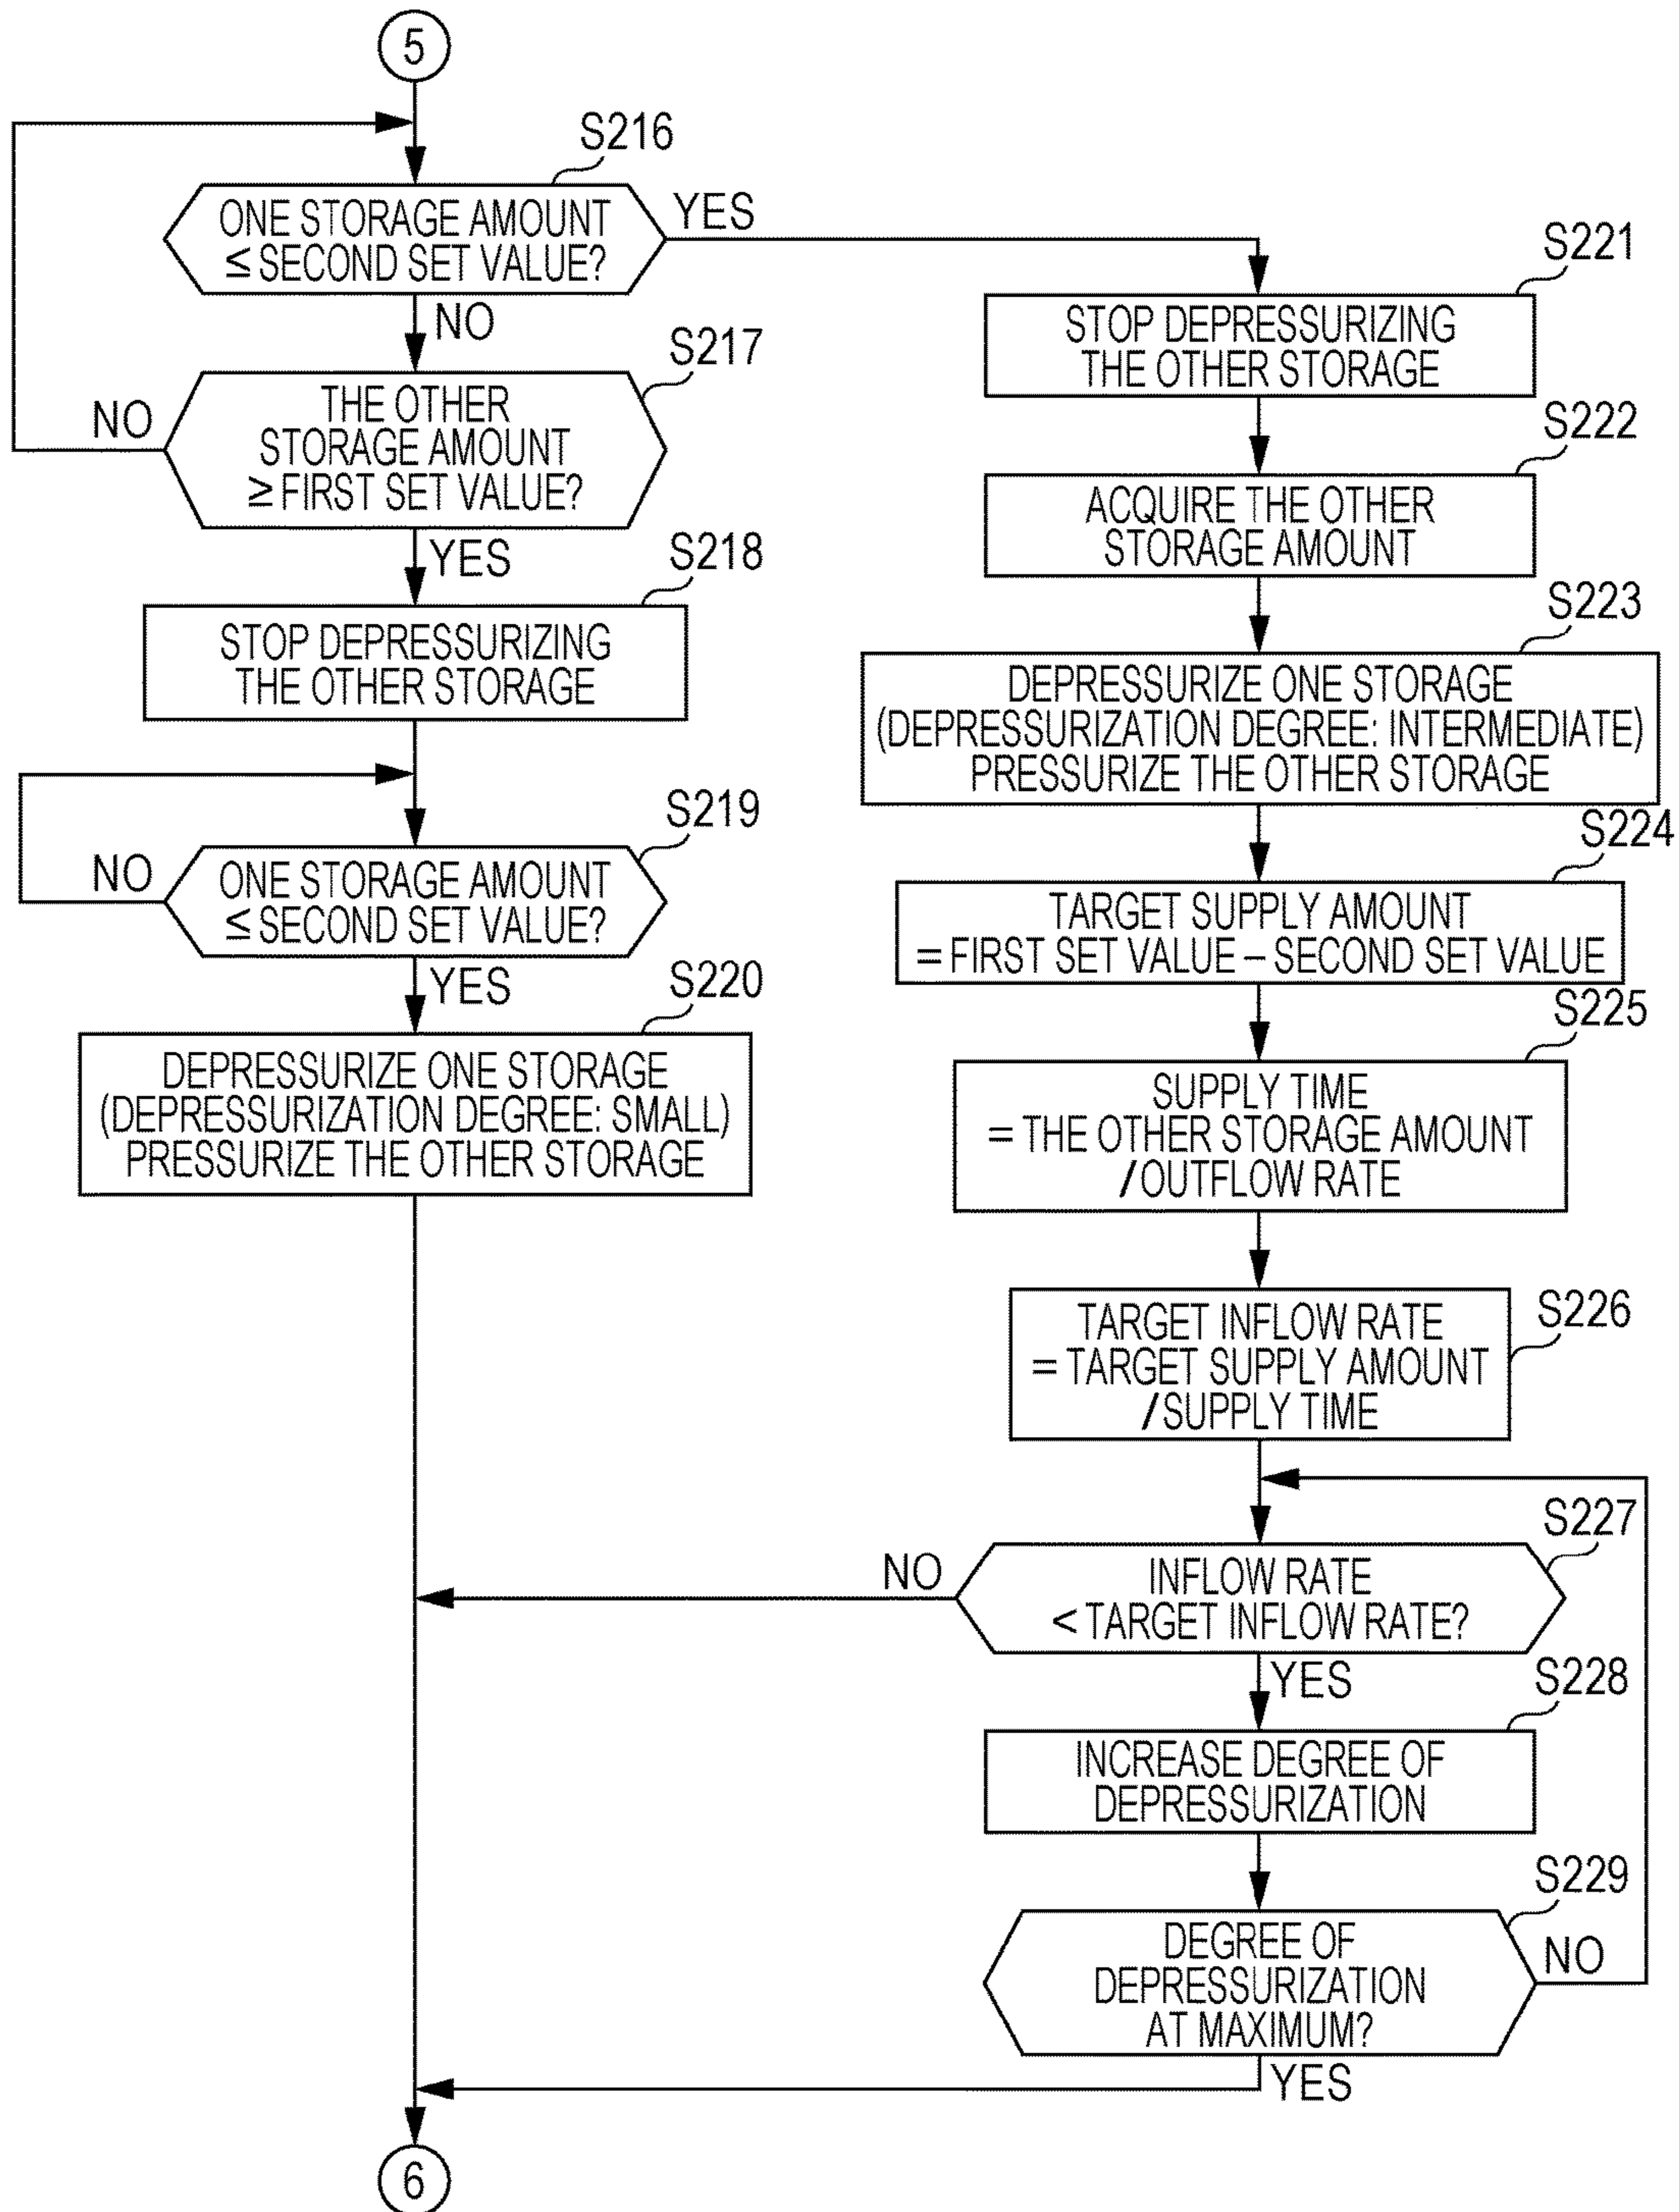 5
S216
ONE STORAGE AMOUNT
≤ SECOND SET VALUE?
YES
NO
S217
THE OTHER
STORAGE AMOUNT
≥ FIRST SET VALUE?
NO
YES
S218
STOP DEPRESSURIZING
THE OTHER STORAGE
S219
ONE STORAGE AMOUNT
≤ SECOND SET VALUE?
NO
YES
S220
DEPRESSURIZE ONE STORAGE
(DEPRESSURIZATION DEGREE: SMALL)
PRESSURIZE THE OTHER STORAGE
S221
STOP DEPRESSURIZING
THE OTHER STORAGE
S222
ACQUIRE THE OTHER
STORAGE AMOUNT
S223
DEPRESSURIZE ONE STORAGE
(DEPRESSURIZATION DEGREE: INTERMEDIATE)
PRESSURIZE THE OTHER STORAGE
S224
TARGET SUPPLY AMOUNT
= FIRST SET VALUE – SECOND SET VALUE
S225
SUPPLY TIME
= THE OTHER STORAGE AMOUNT
/OUTFLOW RATE
S226
TARGET INFLOW RATE
= TARGET SUPPLY AMOUNT
/SUPPLY TIME
S227
INFLOW RATE
< TARGET INFLOW RATE?
NO
YES
S228
INCREASE DEGREE OF
DEPRESSURIZATION
S229
DEGREE OF
DEPRESSURIZATION
AT MAXIMUM?
NO
YES
6